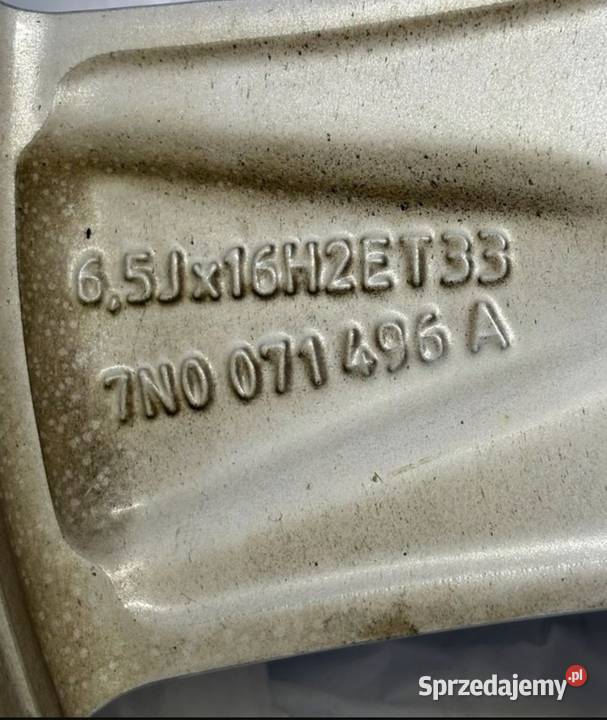 6,5Jx16H2ET33
7N0 071 496 A
Sprzedajemy.pl